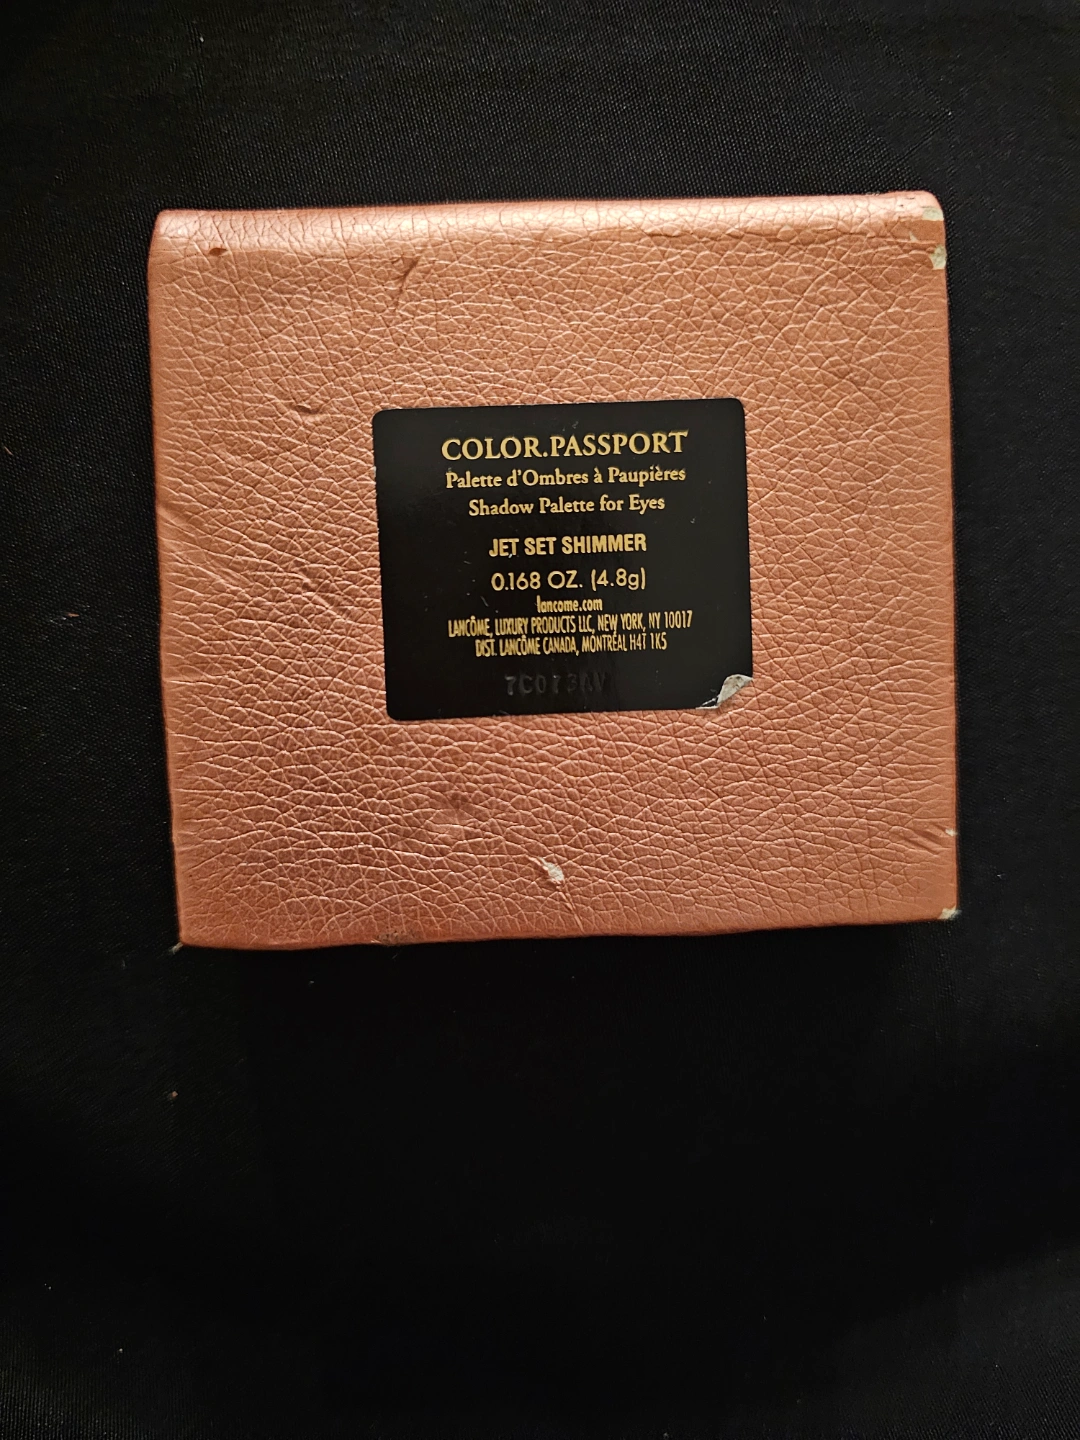 COLOR.PASSPORT
Palette d'Ombres à Paupières
Shadow Palette for Eyes
JET SET SHIMMER
0.168 OZ. (4.8g)
lancome.com
LANCÔME, LUXURY PRODUCTS LLC, NEW YORK, NY 10017
DIST. LANCÔME CANADA, MONTRÉAL H4T 1K5